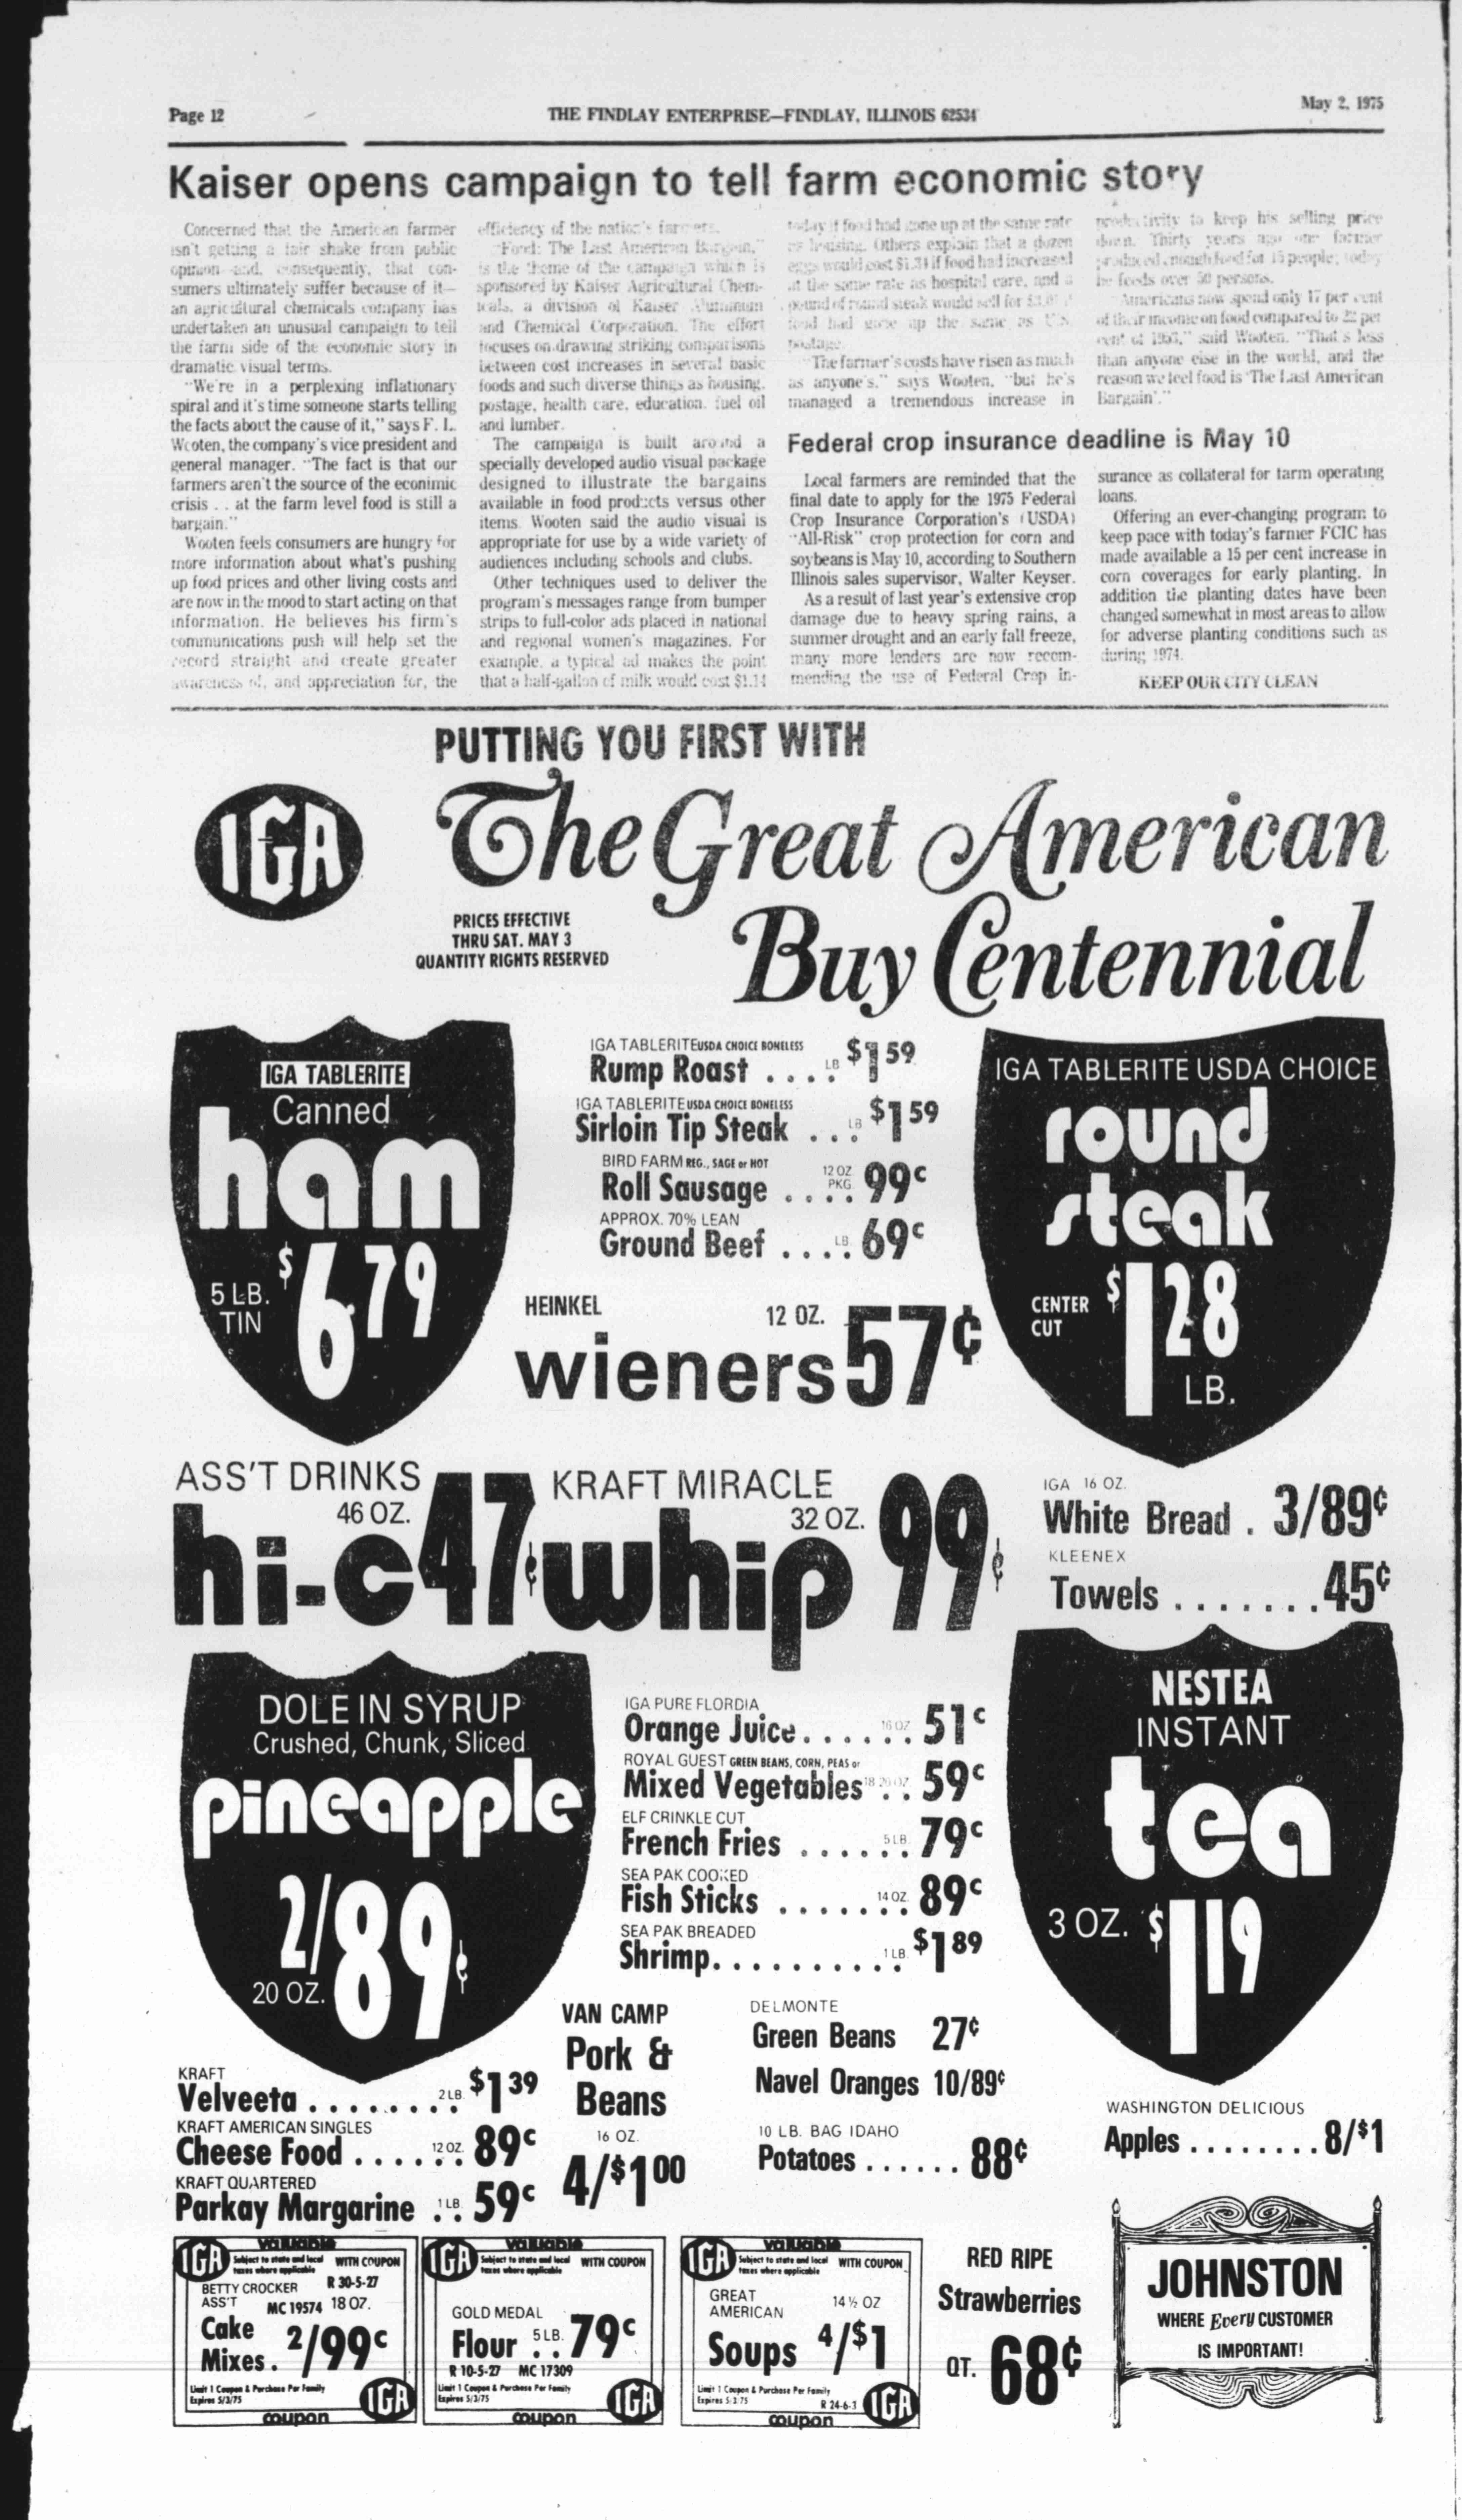 Page 12
THE FINDLAY ENTERPRISE—FINDLAY, ILLINOIS 62534
May 2, 1975
Kaiser opens campaign to tell farm economic story
Concerned that the American farmer
isn't getting a fair shake from public
opinion and, consequently, that con-
sumers ultimately suffer because of it—
an agricultural chemicals company has
undertaken an unusual campaign to tell
the farm side of the economic story in
dramatic visual terms.
"We're in a perplexing inflationary
spiral and it's time someone starts telling
the facts about the cause of it," says F. L.
Wooten, the company's vice president and
general manager. "The fact is that our
farmers aren't the source of the econimic
crisis . . at the farm level food is still a
bargain."
Wooten feels consumers are hungry for
more information about what's pushing
up food prices and other living costs and
are now in the mood to start acting on that
information. He believes his firm's
communications push will help set the
record straight and create greater
awareness of, and appreciation for, the
efficiency of the nation's farmers.
"Food: The Last American Bargain,"
is the theme of the campaign which is
sponsored by Kaiser Agricultural Chem-
icals, a division of Kaiser Aluminum
and Chemical Corporation. The effort
focuses on drawing striking comparisons
between cost increases in several basic
foods and such diverse things as housing,
postage, health care, education, fuel oil
and lumber.
The campaign is built around a
specially developed audio visual package
designed to illustrate the bargains
available in food products versus other
items. Wooten said the audio visual is
appropriate for use by a wide variety of
audiences including schools and clubs.
Other techniques used to deliver the
program's messages range from bumper
strips to full-color ads placed in national
and regional women's magazines. For
example, a typical ad makes the point
that a half-gallon of milk would cost $1.14
today if food had gone up at the same rate
as housing. Others explain that a dozen
eggs would cost $1.31 if food had increased
at the same rate as hospital care, and a
pound of round steak would sell for
food had gone up the same as U.S.
postage.
"The farmer's costs have risen as much
as anyone's," says Wooten, "but he's
managed a tremendous increase in
productivity to keep his selling price
down. Thirty years ago one farmer
produced enough food for 15 people; today
he feeds over 50 persons.
"Americans now spend only 17 per cent
of their income on food compared to 22 per
cent of" said Wooten. "That's less
than anyone else in the world, and the
reason we feel food is 'The Last American
Bargain'."
Federal crop insurance deadline is May 10
Local farmers are reminded that the
final date to apply for the 1975 Federal
Crop Insurance Corporation's (USDA)
"All-Risk" crop protection for corn and
soybeans is May 10, according to Southern
Illinois sales supervisor, Walter Keyser.
As a result of last year's extensive crop
damage due to heavy spring rains, a
summer drought and an early fall freeze,
many more lenders are now recom-
mending the use of Federal Crop in-
surance as collateral for farm operating
loans.
Offering an ever-changing program to
keep pace with today's farmer FCIC has
made available a 15 per cent increase in
corn coverages for early planting. In
addition the planting dates have been
changed somewhat in most areas to allow
for adverse planting conditions such as
during 1974.
KEEP OUR CITY CLEAN
PUTTING YOU FIRST WITH
IGA
The Great American
Buy Centennial
PRICES EFFECTIVE
THRU SAT. MAY 3
QUANTITY RIGHTS RESERVED
IGA TABLERITE
Canned
ham
5 LB.
TIN
$6.79
IGA TABLERITE USDA CHOICE BONELESS
Rump Roast .... LB $1 59
IGA TABLERITE USDA CHOICE BONELESS
Sirloin Tip Steak ... LB $1 59
BIRD FARM REG., SAGE or HOT
Roll Sausage .... 12 OZ PKG 99c
APPROX. 70% LEAN
Ground Beef .... LB. 69c
IGA TABLERITE USDA CHOICE
round
steak
CENTER
CUT
$1 28
LB.
HEINKEL
12 OZ.
wieners 57¢
ASS'T DRINKS
46 OZ.
hi-c 47¢
KRAFT MIRACLE
32 OZ.
whip 99¢
IGA 16 OZ.
White Bread . 3/89¢
KLEENEX
Towels ....... 45¢
DOLE IN SYRUP
Crushed, Chunk, Sliced
pineapple
2/89¢
20 OZ.
IGA PURE FLORDIA
Orange Juice...... 16 OZ 51c
ROYAL GUEST GREEN BEANS, CORN, PEAS or
Mixed Vegetables 18 20 OZ .. 59c
ELF CRINKLE CUT
French Fries ...... 5 LB. 79c
SEA PAK COOKED
Fish Sticks ....... 14 OZ. 89c
SEA PAK BREADED
Shrimp.......... 1 LB. $1 89
NESTEA
INSTANT
tea
3 OZ. $1 19
KRAFT
Velveeta ........ 2 LB. $1 39
KRAFT AMERICAN SINGLES
Cheese Food ...... 12 OZ. 89c
KRAFT QUARTERED
Parkay Margarine .. 1 LB. 59c
VAN CAMP
Pork &
Beans
16 OZ.
4/$1 00
DELMONTE
Green Beans 27¢
Navel Oranges 10/89¢
10 LB. BAG IDAHO
Potatoes ...... 88¢
WASHINGTON DELICIOUS
Apples ........ 8/$1
valuable
IGA
Subject to state and local
taxes where applicable
WITH COUPON
BETTY CROCKER R 30-5-27
ASS'T MC 19574 18 OZ.
Cake
Mixes. 2/99c
Limit 1 Coupon & Purchase Per Family
Expires 5/3/75
IGA
coupon
valuable
IGA
Subject to state and local
taxes where applicable
WITH COUPON
GOLD MEDAL
Flour .. 5 LB. 79c
R 10-5-27 MC 17309
Limit 1 Coupon & Purchase Per Family
Expires 5/3/75
IGA
coupon
valuable
IGA
Subject to state and local
taxes where applicable
WITH COUPON
GREAT
AMERICAN 14½ OZ
Soups 4/$1
Limit 1 Coupon & Purchase Per Family
Expires 5/3/75
R 24-6-1
IGA
coupon
RED RIPE
Strawberries
QT. 68¢
JOHNSTON
WHERE Every CUSTOMER
IS IMPORTANT!